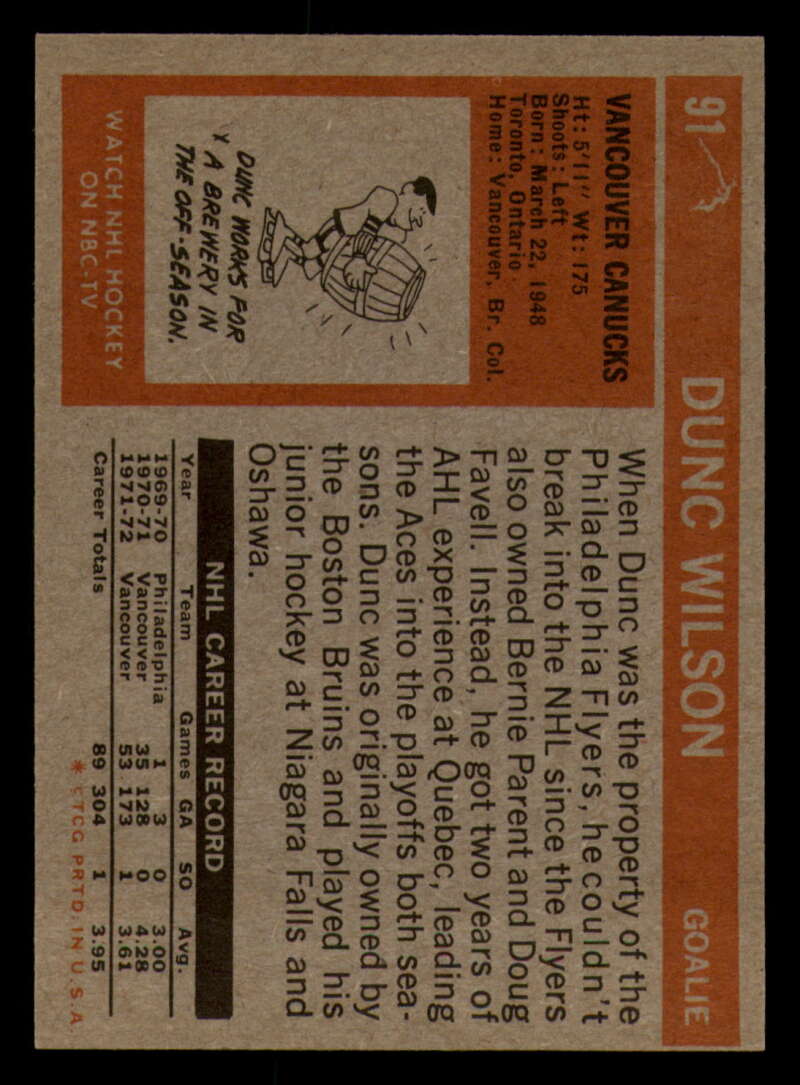 91 DUNC WILSON GOALIE
VANCOUVER CANUCKS
Ht: 5'11" Wt: 175
Shoots: Left
Born: March 22, 1948
Toronto, Ontario
Home: Vancouver, Br. Col.
DUNC WORKS FOR
A BREWERY IN
THE OFF-SEASON.
WATCH NHL HOCKEY
ON NBC-TV
When Dunc was the property of the
Philadelphia Flyers, he couldn't
break into the NHL since the Flyers
also owned Bernie Parent and Doug
Favell. Instead, he got two years of
AHL experience at Quebec, leading
the Aces into the playoffs both sea-
sons. Dunc was originally owned by
the Boston Bruins and played his
junior hockey at Niagara Falls and
Oshawa.
NHL CAREER RECORD
Year Team Games GA SO Avg.
1969-70 Philadelphia 1 3 0 3.00
1970-71 Vancouver 35 128 0 4.28
1971-72 Vancouver 53 173 1 3.61
Career Totals 89 304 1 3.95
* ©TCG PRTD. IN U.S.A.